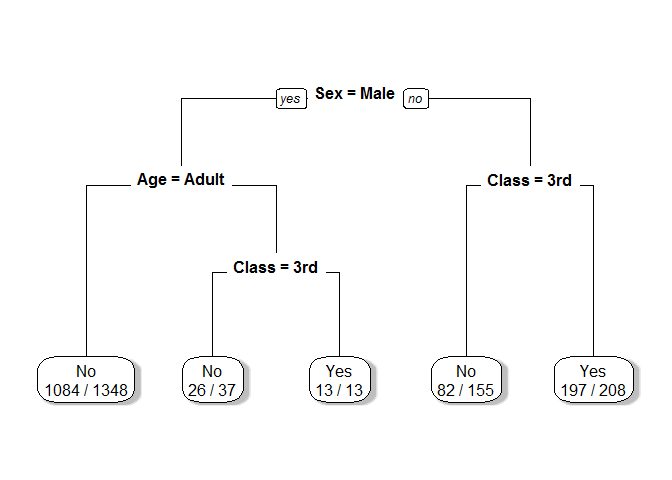 yes Sex = Male no
Age = Adult
Class = 3rd
Class = 3rd
No
1084 / 1348
No
26 / 37
Yes
13 / 13
No
82 / 155
Yes
197 / 208